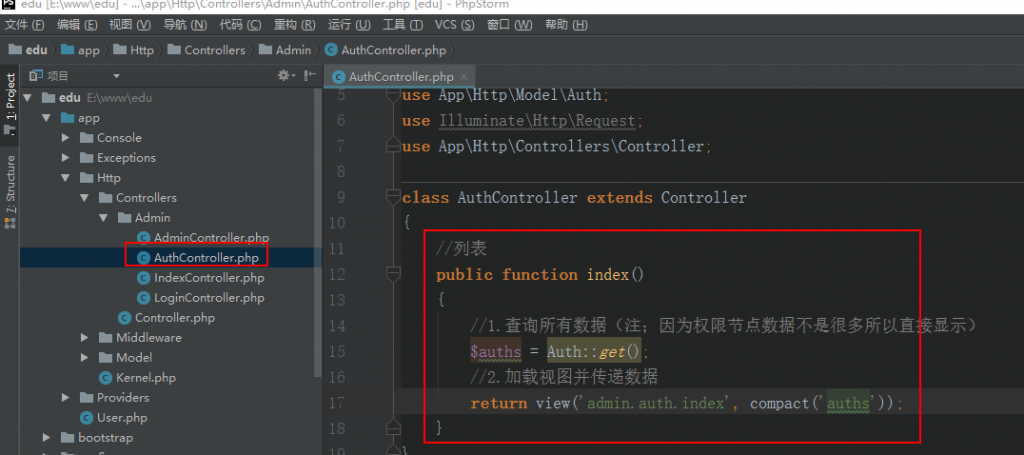 edu [E:\www\edu] - ...\app\Http\Controllers\Admin\AuthController.php [edu] - PhpStorm
文件 (F) 编辑 (E) 视图 (V) 导航 (N) 代码 (C) 重构 (R) 运行 (U) 工具 (T) VCS (S) 窗口 (W) 帮助 (H)
edu app Http Controllers Admin AuthController.php
1: Project
7: Structure
项目
edu E:\www\edu
app
Console
Exceptions
Http
Controllers
Admin
AdminController.php
AuthController.php
IndexController.php
LoginController.php
Controller.php
Middleware
Model
Kernel.php
Providers
User.php
bootstrap
AuthController.php
5 use App\Http\Model\Auth;
6 use Illuminate\Http\Request;
7 use App\Http\Controllers\Controller;
8
9 class AuthController extends Controller
10 {
11 //列表
12 public function index()
13 {
14 //1.查询所有数据（注；因为权限节点数据不是很多所以直接显示）
15 $auths = Auth::get();
16 //2.加载视图并传递数据
17 return view('admin.auth.index', compact('auths'));
18 }
19 }